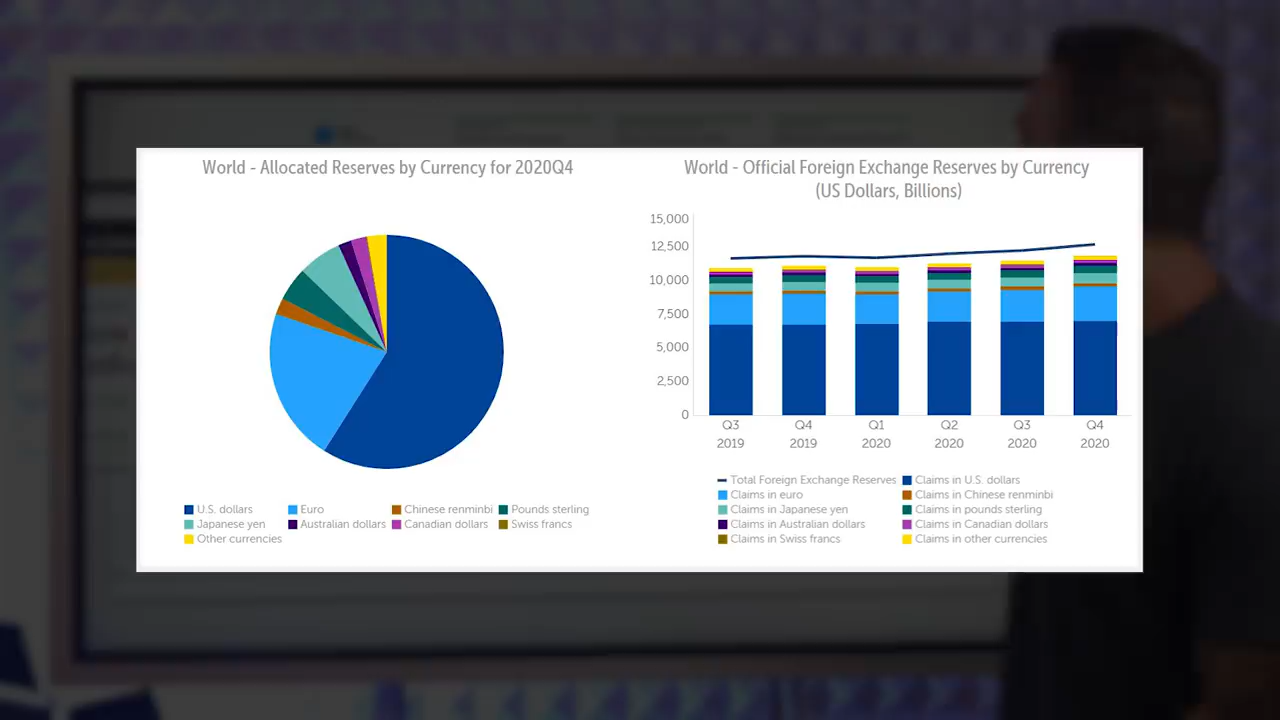 World - Allocated Reserves by Currency for 2020Q4
U.S. dollars
Euro
Chinese renminbi
Pounds sterling
Japanese yen
Australian dollars
Canadian dollars
Swiss francs
Other currencies
World - Official Foreign Exchange Reserves by Currency
(US Dollars, Billions)
15,000
12,500
10,000
7,500
5,000
2,500
0
Q3 Q4 Q1 Q2 Q3 Q4
2019 2019 2020 2020 2020 2020
Total Foreign Exchange Reserves
Claims in U.S. dollars
Claims in euro
Claims in Chinese renminbi
Claims in Japanese yen
Claims in pounds sterling
Claims in Australian dollars
Claims in Canadian dollars
Claims in Swiss francs
Claims in other currencies